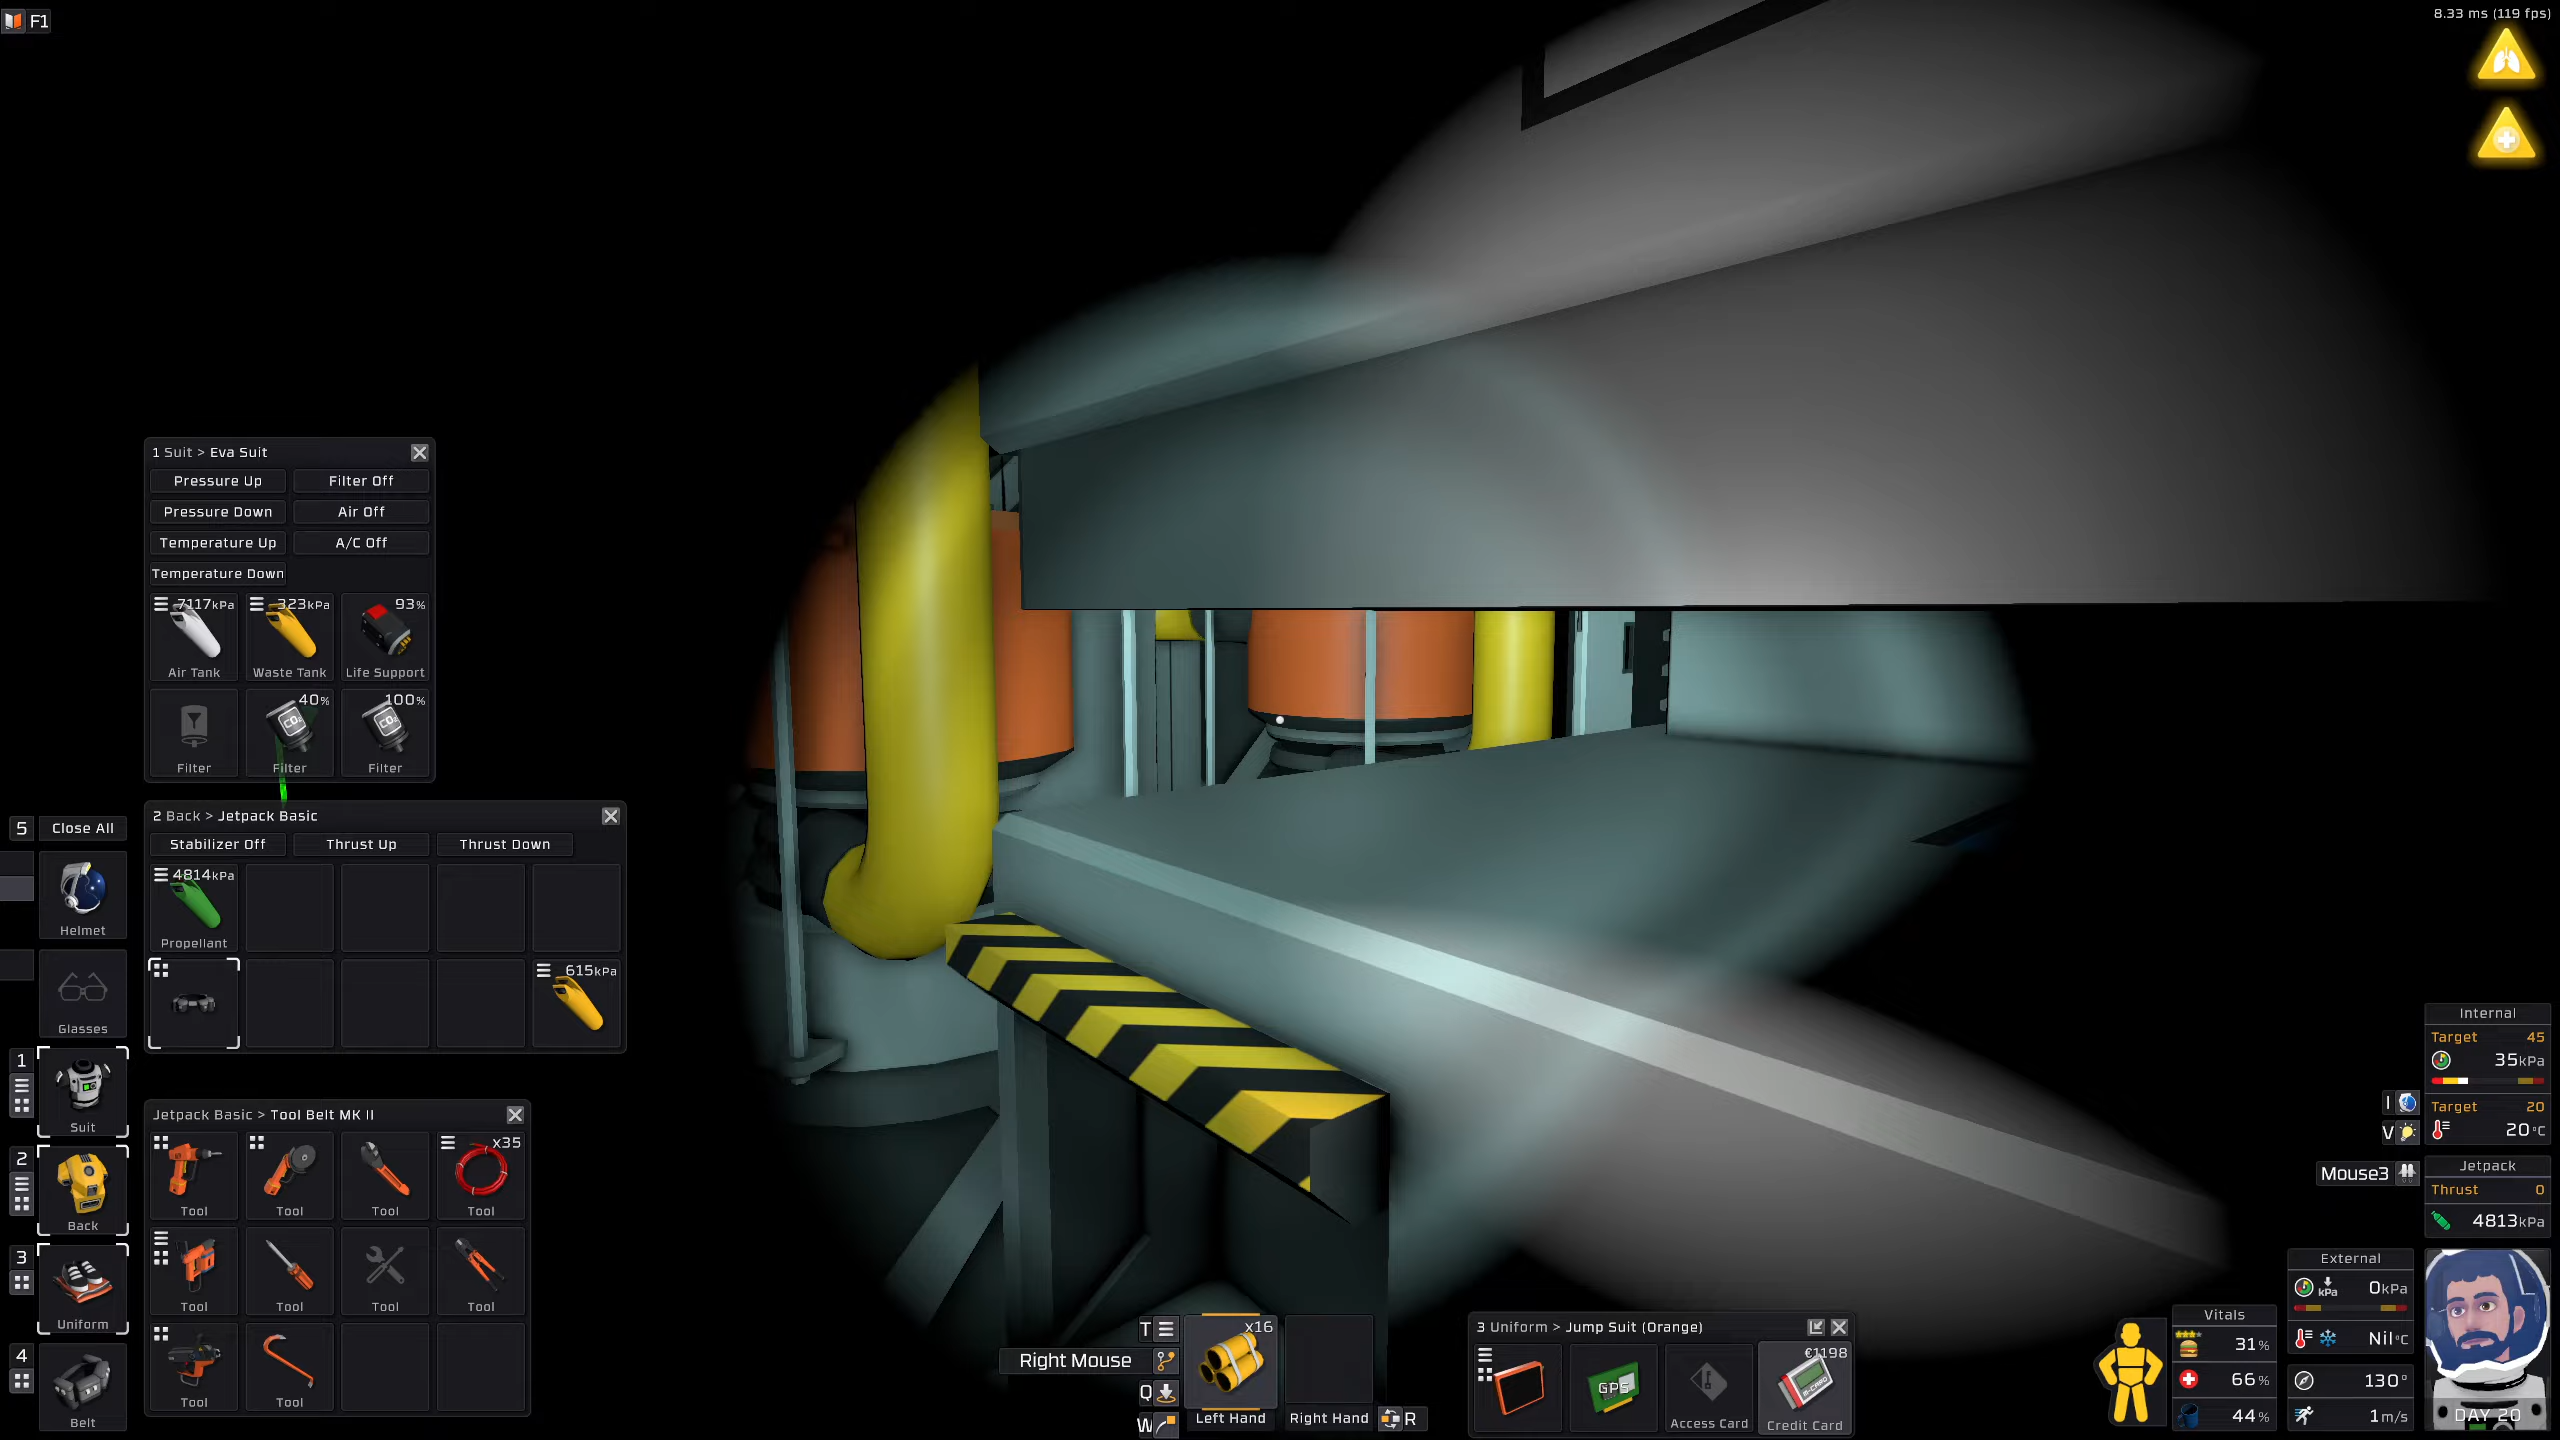 F1
8.33 ms (119 fps)
1 Suit > Eva Suit
Pressure Up
Filter Off
Pressure Down
Air Off
Temperature Up
A/C Off
Temperature Down
7117kPa
323kPa
93%
Air Tank
Waste Tank
Life Support
40%
100%
CO₂
CO₂
Filter
Filter
Filter
5
Close All
2 Back > Jetpack Basic
Stabilizer Off
Thrust Up
Thrust Down
4814kPa
Propellant
615kPa
Helmet
Glasses
1
Suit
2
Back
3
Uniform
4
Belt
Jetpack Basic > Tool Belt MK II
x35
Tool
Tool
Tool
Tool
Tool
Tool
Tool
Tool
Tool
Tool
T
x16
Right Mouse
Q
W
Left Hand
Right Hand
R
3 Uniform > Jump Suit (Orange)
€1198
GPS
Access Card
Credit Card
Internal
Target 45
35kPa
Target 20
20°C
I
V
Mouse3
Jetpack
Thrust 0
4813kPa
External
kPa
0kPa
Nil°C
130°
1m/s
Vitals
31%
66%
44%
DAY 20